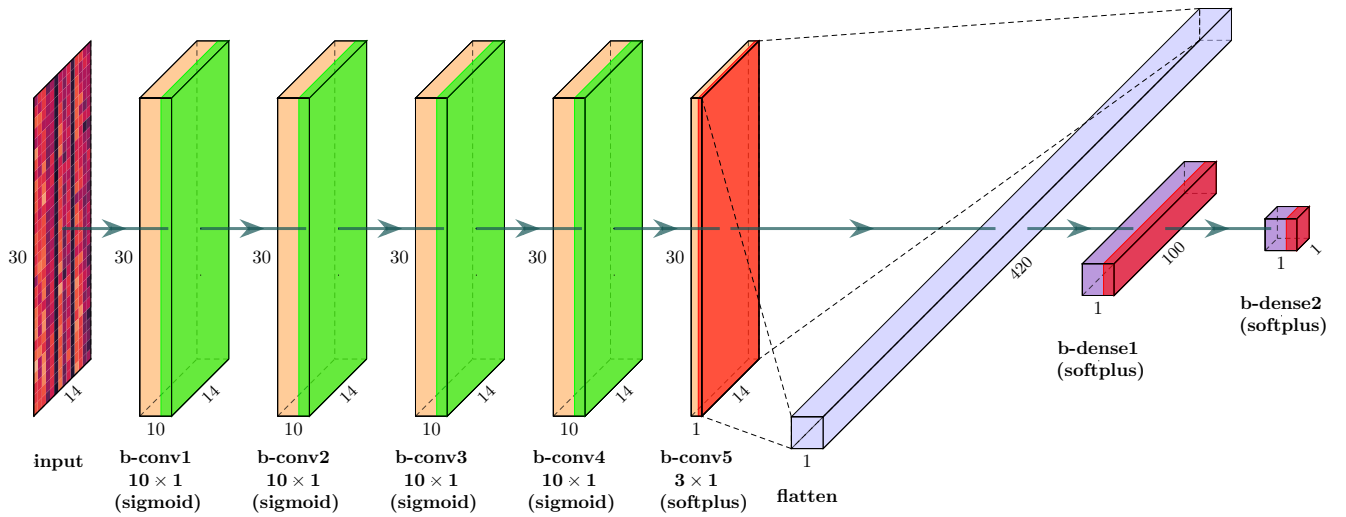 30
14
input
30
14
10
b-conv1
10 × 1
(sigmoid)
30
14
10
b-conv2
10 × 1
(sigmoid)
30
14
10
b-conv3
10 × 1
(sigmoid)
30
14
10
b-conv4
10 × 1
(sigmoid)
30
14
1
b-conv5
3 × 1
(softplus)
420
1
flatten
100
1
b-dense1
(softplus)
1
1
b-dense2
(softplus)